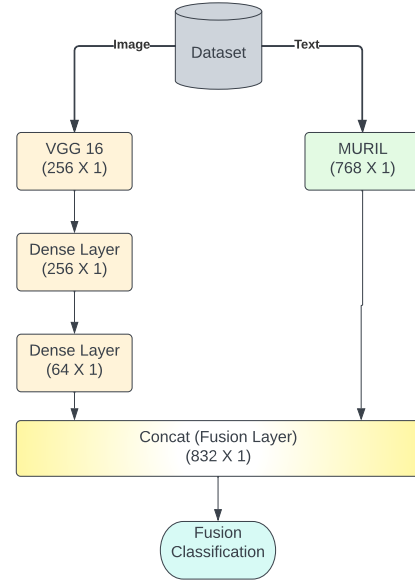 Dataset
Image
Text
VGG 16
(256 X 1)
MURIL
(768 X 1)
Dense Layer
(256 X 1)
Dense Layer
(64 X 1)
Concat (Fusion Layer)
(832 X 1)
Fusion
Classification